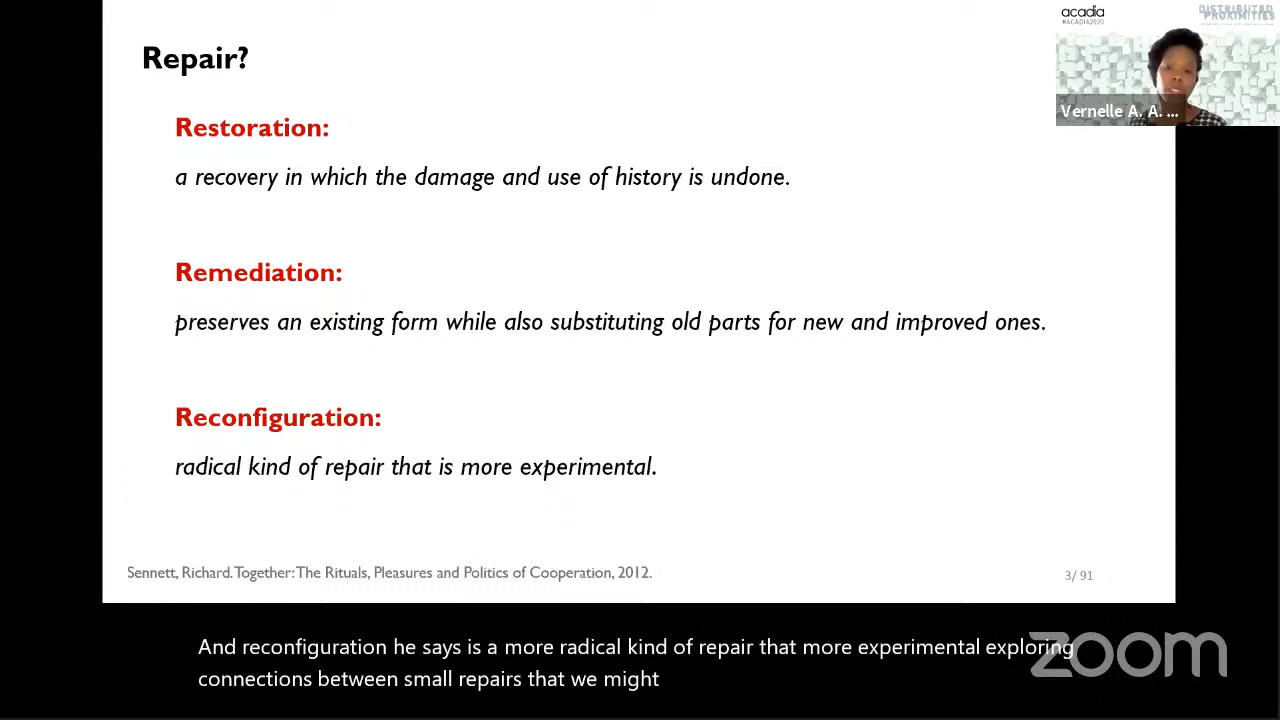 acadia
#ACADIA2020
DISTRIBUTED
PROXIMITIES
Vernelle A. A. ...
Repair?
Restoration:
a recovery in which the damage and use of history is undone.
Remediation:
preserves an existing form while also substituting old parts for new and improved ones.
Reconfiguration:
radical kind of repair that is more experimental.
Sennett, Richard. Together: The Rituals, Pleasures and Politics of Cooperation, 2012.
3/ 91
And reconfiguration he says is a more radical kind of repair that more experimental exploring
connections between small repairs that we might
zoom